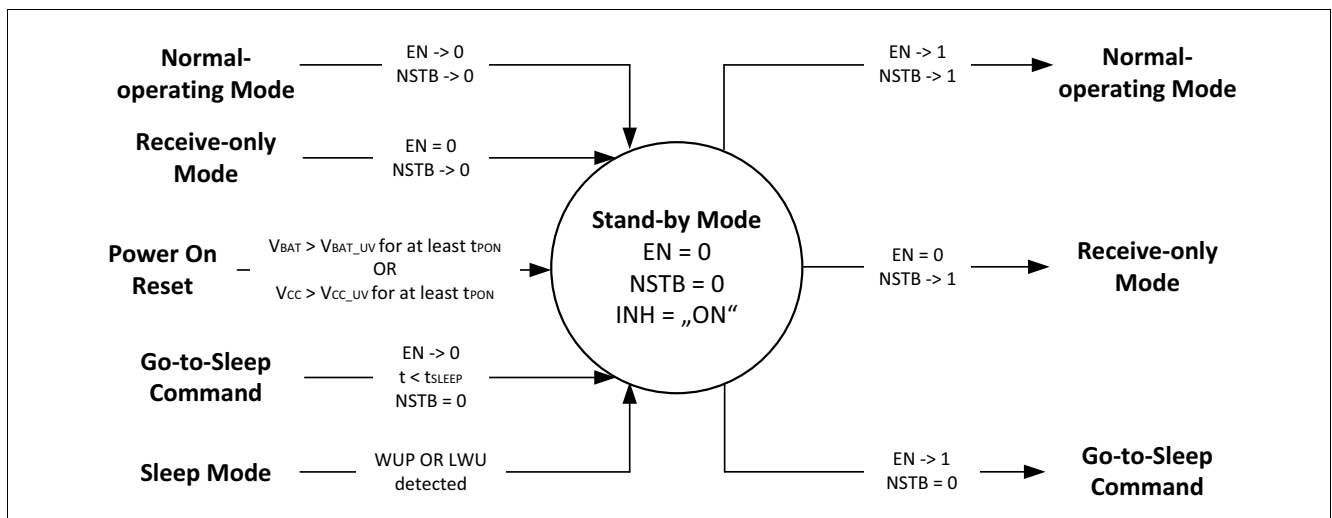 Normal-
operating Mode
EN -> 0
NSTB -> 0
Receive-only
Mode
EN = 0
NSTB -> 0
Power On
Reset
VBAT > VBAT_UV for at least tPON
OR
VCC > VCC_UV for at least tPON
Go-to-Sleep
Command
EN -> 0
t < tSLEEP
NSTB = 0
Sleep Mode
WUP OR LWU
detected
Stand-by Mode
EN = 0
NSTB = 0
INH = „ON“
EN -> 1
NSTB -> 1
Normal-
operating Mode
EN = 0
NSTB -> 1
Receive-only
Mode
EN -> 1
NSTB = 0
Go-to-Sleep
Command